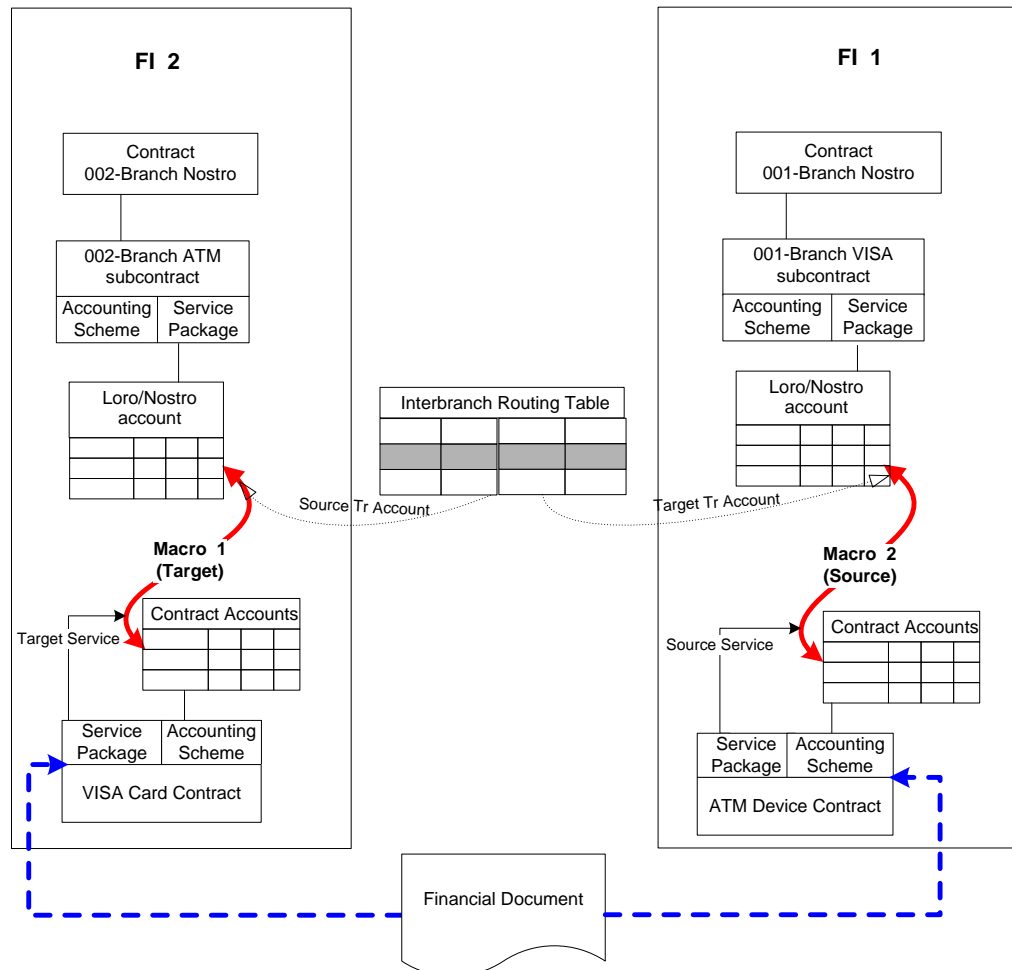 FI 2
Contract
002-Branch Nostro
002-Branch ATM
subcontract
Accounting
Scheme
Service
Package
Loro/Nostro
account
Macro 1
(Target)
Target Service
Contract Accounts
Service
Package
Accounting
Scheme
VISA Card Contract
Interbranch Routing Table
Source Tr Account
Target Tr Account
FI 1
Contract
001-Branch Nostro
001-Branch VISA
subcontract
Accounting
Scheme
Service
Package
Loro/Nostro
account
Macro 2
(Source)
Source Service
Contract Accounts
Service
Package
Accounting
Scheme
ATM Device Contract
Financial Document